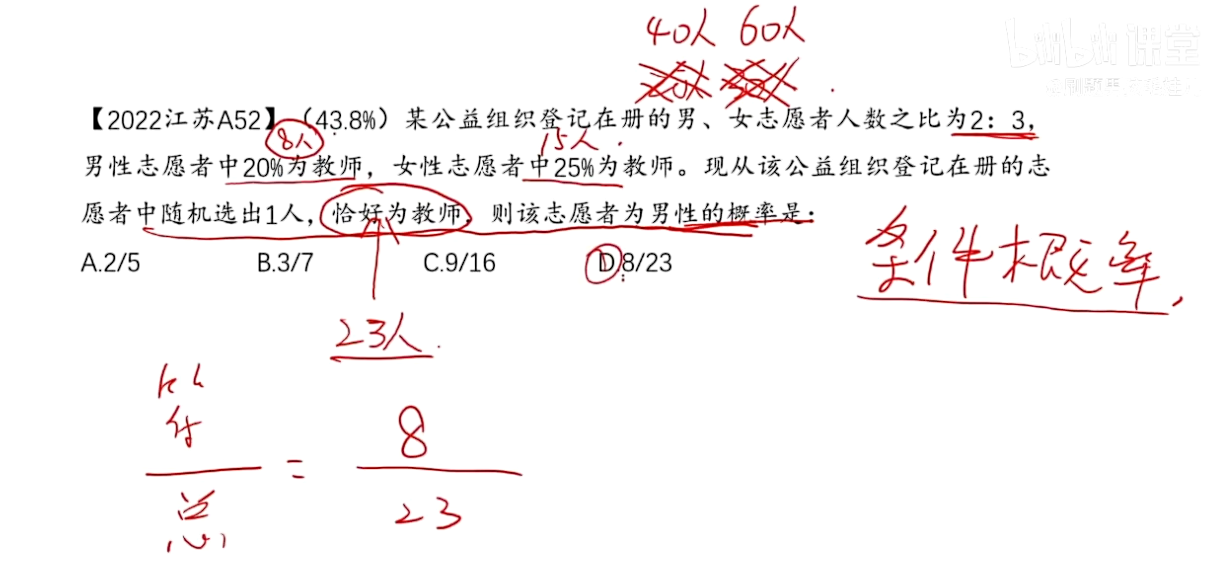 40人 60人
bilibili 课堂
【2022江苏A52】(43.8%)某公益组织登记在册的男、女志愿者人数之比为2:3,
8人 15人.
男性志愿者中20%为教师,女性志愿者中25%为教师。现从该公益组织登记在册的志
愿者中随机选出1人,恰好为教师,则该志愿者为男性的概率是:
A.2/5 B.3/7 C.9/16 D.8/23
条件概率,
23人.
符 = 8
总 23